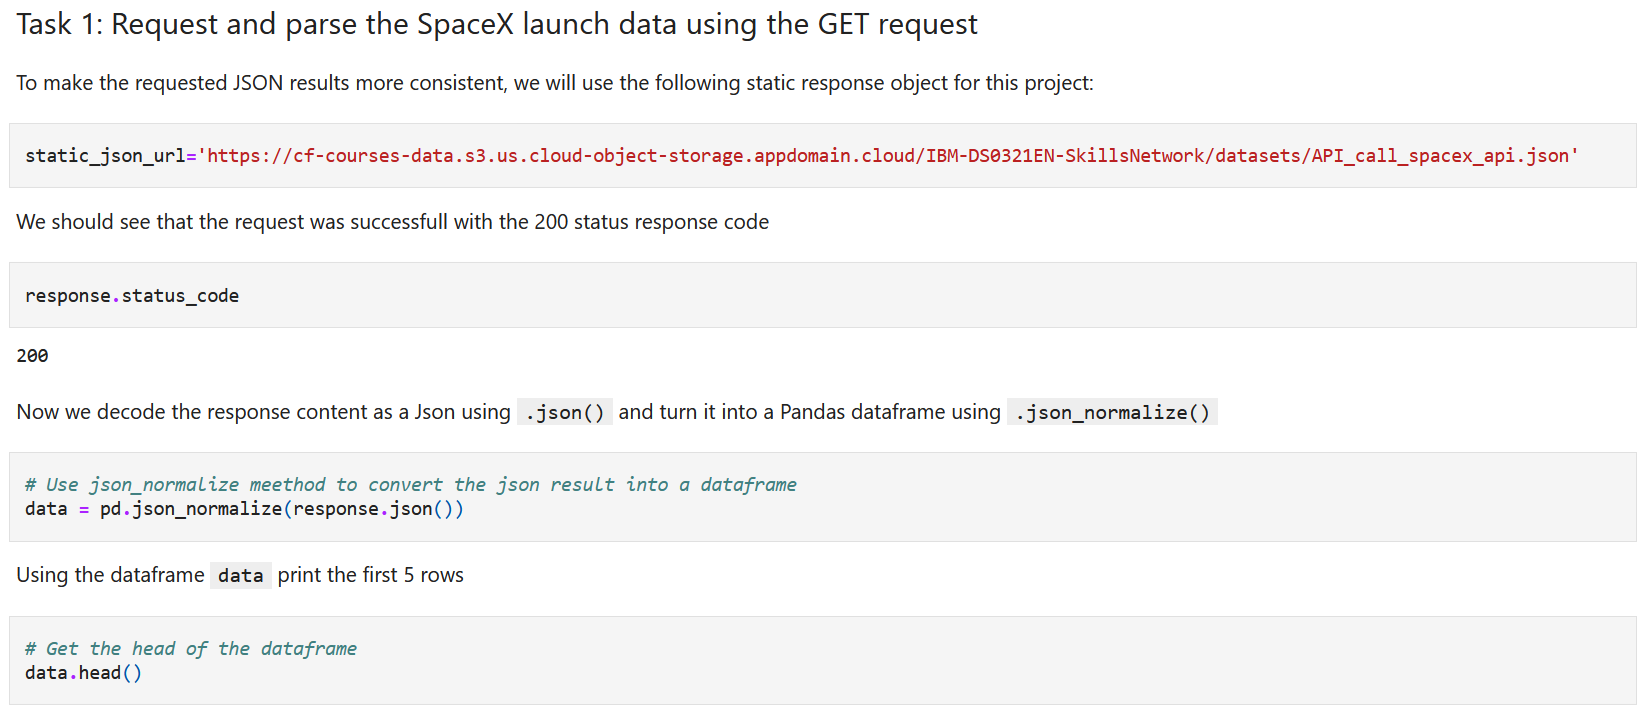 Task 1: Request and parse the SpaceX launch data using the GET request
To make the requested JSON results more consistent, we will use the following static response object for this project:
static_json_url='https://cf-courses-data.s3.us.cloud-object-storage.appdomain.cloud/IBM-DS0321EN-SkillsNetwork/datasets/API_call_spacex_api.json'
We should see that the request was successfull with the 200 status response code
response.status_code
200
Now we decode the response content as a Json using .json() and turn it into a Pandas dataframe using .json_normalize()
# Use json_normalize meethod to convert the json result into a dataframe
data = pd.json_normalize(response.json())
Using the dataframe data print the first 5 rows
# Get the head of the dataframe
data.head()